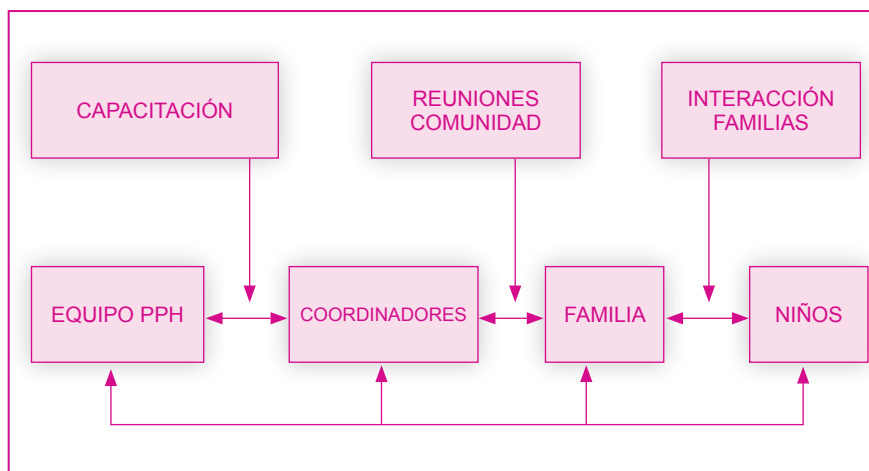 CAPACITACIÓN
REUNIONES
COMUNIDAD
INTERACCIÓN
FAMILIAS
EQUIPO PPH
COORDINADORES
FAMILIA
NIÑOS